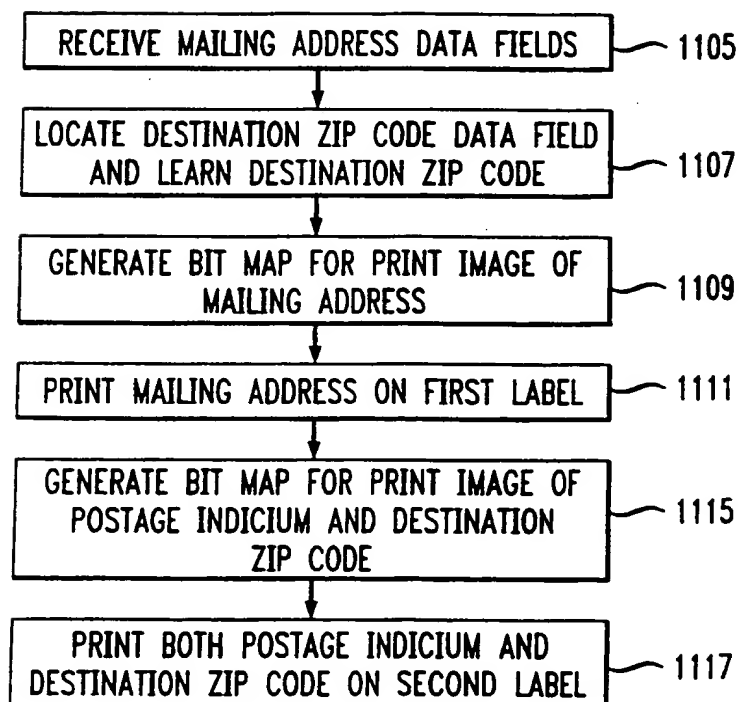 RECEIVE MAILING ADDRESS DATA FIELDS
1105
LOCATE DESTINATION ZIP CODE DATA FIELD
AND LEARN DESTINATION ZIP CODE
1107
GENERATE BIT MAP FOR PRINT IMAGE OF
MAILING ADDRESS
1109
PRINT MAILING ADDRESS ON FIRST LABEL
1111
GENERATE BIT MAP FOR PRINT IMAGE OF
POSTAGE INDICIUM AND DESTINATION
ZIP CODE
1115
PRINT BOTH POSTAGE INDICIUM AND
DESTINATION ZIP CODE ON SECOND LABEL
1117